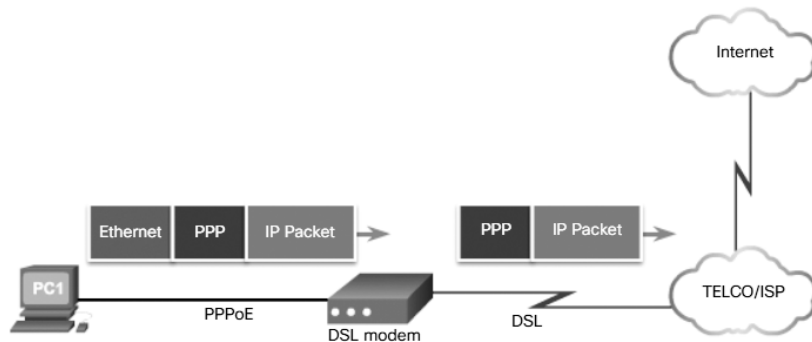 Internet
Ethernet PPP IP Packet
PPP IP Packet
PC1
PPPoE
DSL modem
DSL
TELCO/ISP